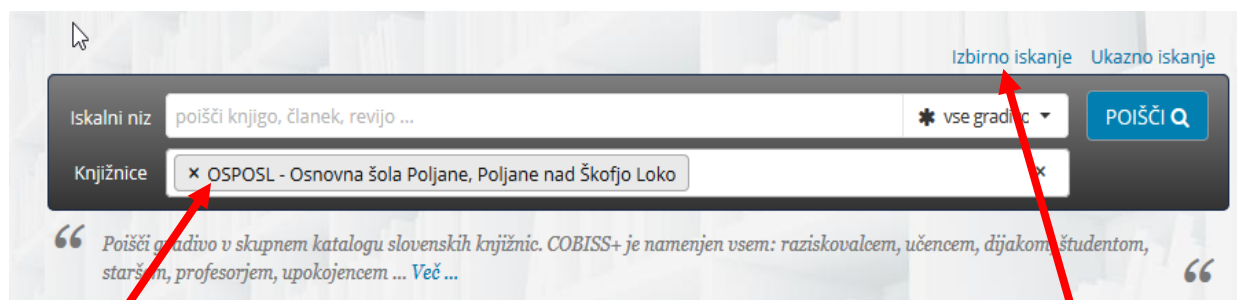 Izbirno iskanje Ukazno iskanje
Iskalni niz poišči knjigo, članek, revijo ... ✱ vse gradivo POIŠČI
Knjižnice × OSPOSL - Osnovna šola Poljane, Poljane nad Škofjo Loko ×
“ Poišči gradivo v skupnem katalogu slovenskih knjižnic. COBISS+ je namenjen vsem: raziskovalcem, učencem, dijakom, študentom,
staršem, profesorjem, upokojencem ... Več ... “